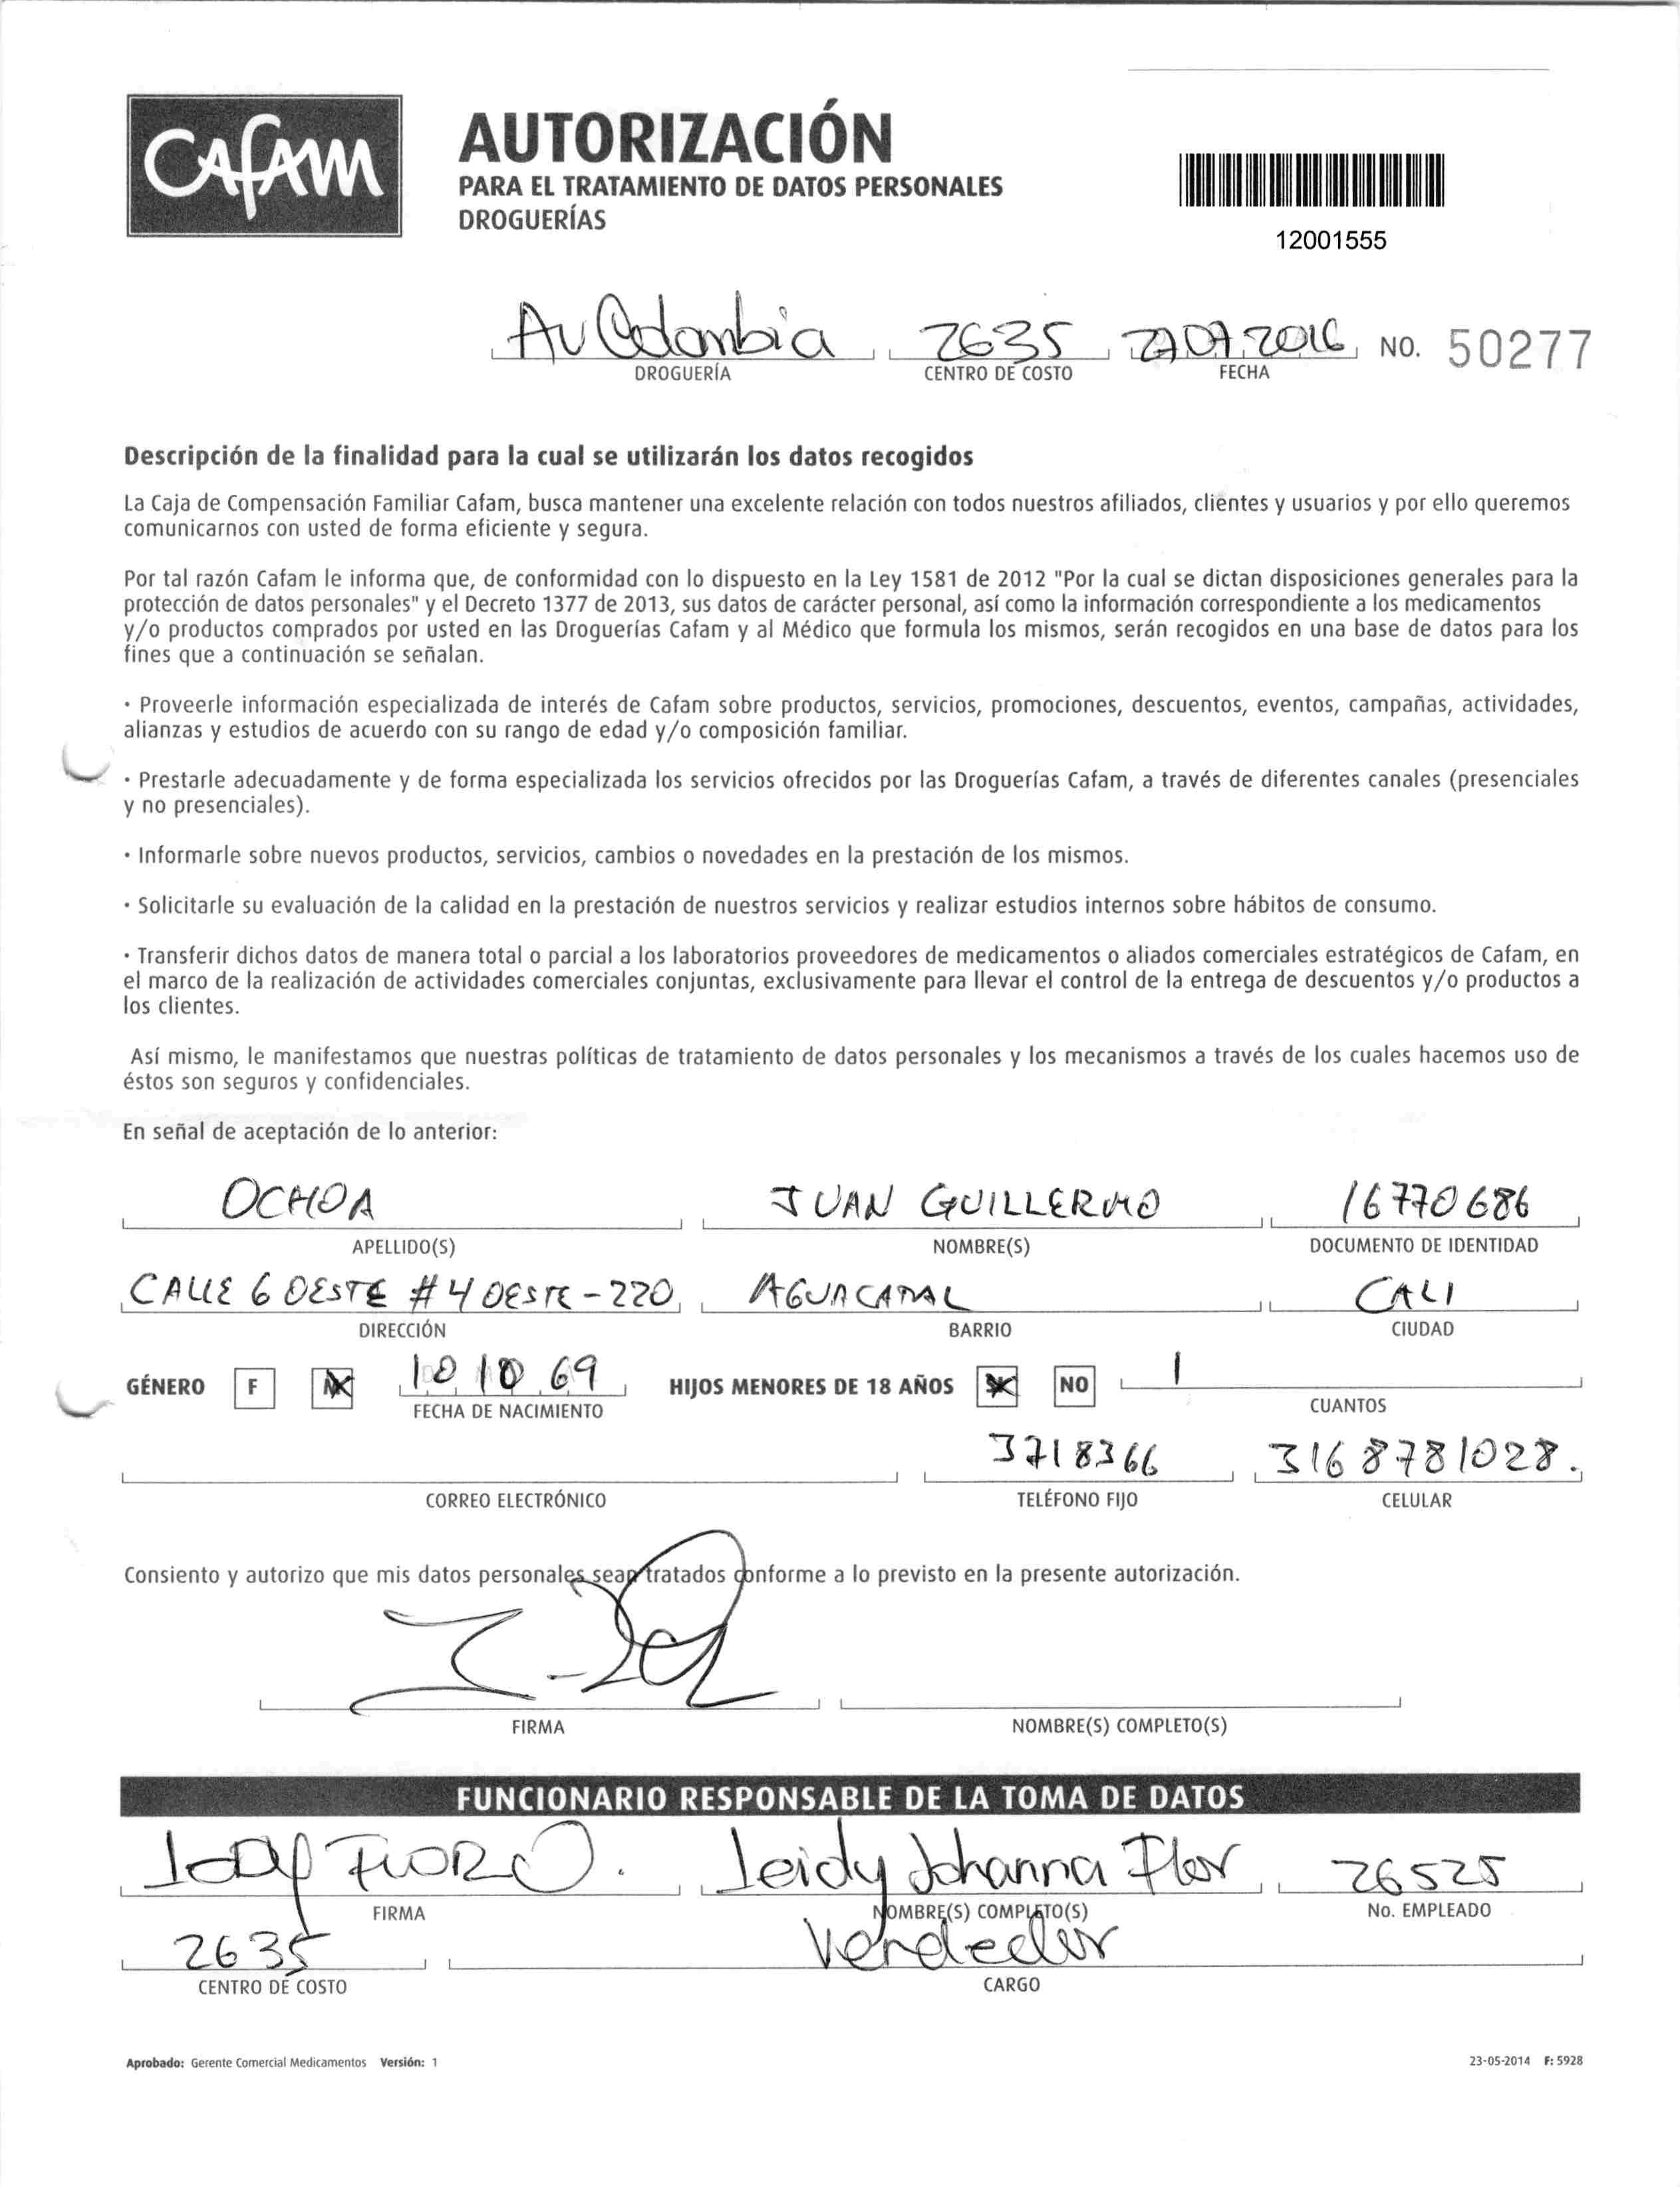 CAFAM
AUTORIZACIÓN
PARA EL TRATAMIENTO DE DATOS PERSONALES
DROGUERÍAS
12001555
Av Colombia 2635 27 07 2016 NO. 50277
DROGUERÍA CENTRO DE COSTO FECHA
Descripción de la finalidad para la cual se utilizarán los datos recogidos
La Caja de Compensación Familiar Cafam, busca mantener una excelente relación con todos nuestros afiliados, clientes y usuarios y por ello queremos
comunicarnos con usted de forma eficiente y segura.
Por tal razón Cafam le informa que, de conformidad con lo dispuesto en la Ley 1581 de 2012 "Por la cual se dictan disposiciones generales para la
protección de datos personales" y el Decreto 1377 de 2013, sus datos de carácter personal, así como la información correspondiente a los medicamentos
y/o productos comprados por usted en las Droguerías Cafam y al Médico que formula los mismos, serán recogidos en una base de datos para los
fines que a continuación se señalan.
· Proveerle información especializada de interés de Cafam sobre productos, servicios, promociones, descuentos, eventos, campañas, actividades,
alianzas y estudios de acuerdo con su rango de edad y/o composición familiar.
· Prestarle adecuadamente y de forma especializada los servicios ofrecidos por las Droguerías Cafam, a través de diferentes canales (presenciales
y no presenciales).
· Informarle sobre nuevos productos, servicios, cambios o novedades en la prestación de los mismos.
· Solicitarle su evaluación de la calidad en la prestación de nuestros servicios y realizar estudios internos sobre hábitos de consumo.
· Transferir dichos datos de manera total o parcial a los laboratorios proveedores de medicamentos o aliados comerciales estratégicos de Cafam, en
el marco de la realización de actividades comerciales conjuntas, exclusivamente para llevar el control de la entrega de descuentos y/o productos a
los clientes.
Así mismo, le manifestamos que nuestras políticas de tratamiento de datos personales y los mecanismos a través de los cuales hacemos uso de
éstos son seguros y confidenciales.
En señal de aceptación de lo anterior:
OCHOA JUAN GUILLERMO 16770686
APELLIDO(S) NOMBRE(S) DOCUMENTO DE IDENTIDAD
CALLE 6 OESTE # 4 OESTE - 220 AGUACATAL CALI
DIRECCIÓN BARRIO CIUDAD
GÉNERO F M 10 10 69 HIJOS MENORES DE 18 AÑOS SI NO 1
FECHA DE NACIMIENTO CUANTOS
3718366 3168781028.
CORREO ELECTRÓNICO TELÉFONO FIJO CELULAR
Consiento y autorizo que mis datos personales sean tratados conforme a lo previsto en la presente autorización.
FIRMA NOMBRE(S) COMPLETO(S)
FUNCIONARIO RESPONSABLE DE LA TOMA DE DATOS
Leidy Johanna Flor 26525
FIRMA NOMBRE(S) COMPLETO(S) No. EMPLEADO
2635 Vendedor
CENTRO DE COSTO CARGO
Aprobado: Gerente Comercial Medicamentos Versión: 1 23-05-2014 F: 5928